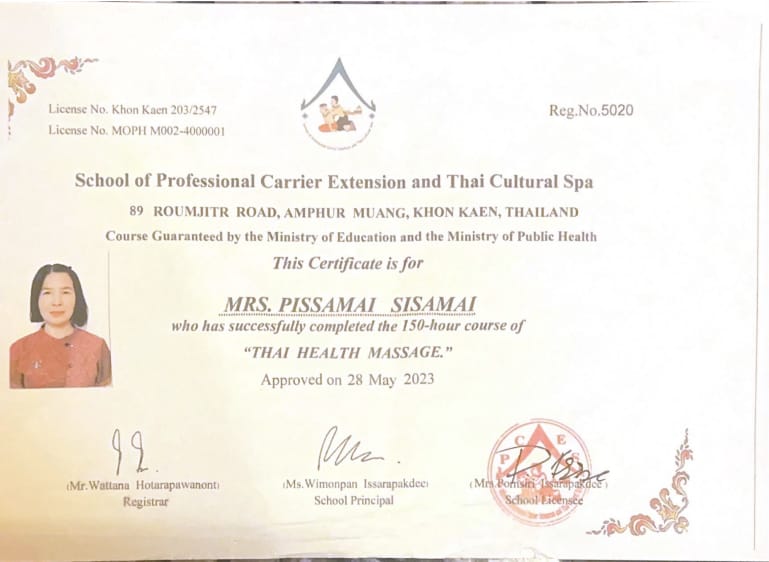 License No. Khon Kaen 203/2547
License No. MOPH M002-4000001
Reg.No.5020
School of Professional Carrier Extension and Thai Cultural Spa
89 ROUMJITR ROAD, AMPHUR MUANG, KHON KAEN, THAILAND
Course Guaranteed by the Ministry of Education and the Ministry of Public Health
This Certificate is for
MRS. PISSAMAI SISAMAI
who has successfully completed the 150-hour course of
“THAI HEALTH MASSAGE.”
Approved on 28 May 2023
(Mr.Wattana Hotarapawanont)
Registrar
(Ms.Wimonpan Issarapakdee)
School Principal
P C E S
(Mrs.Pornsiri Issarapakdee)
School Licensee